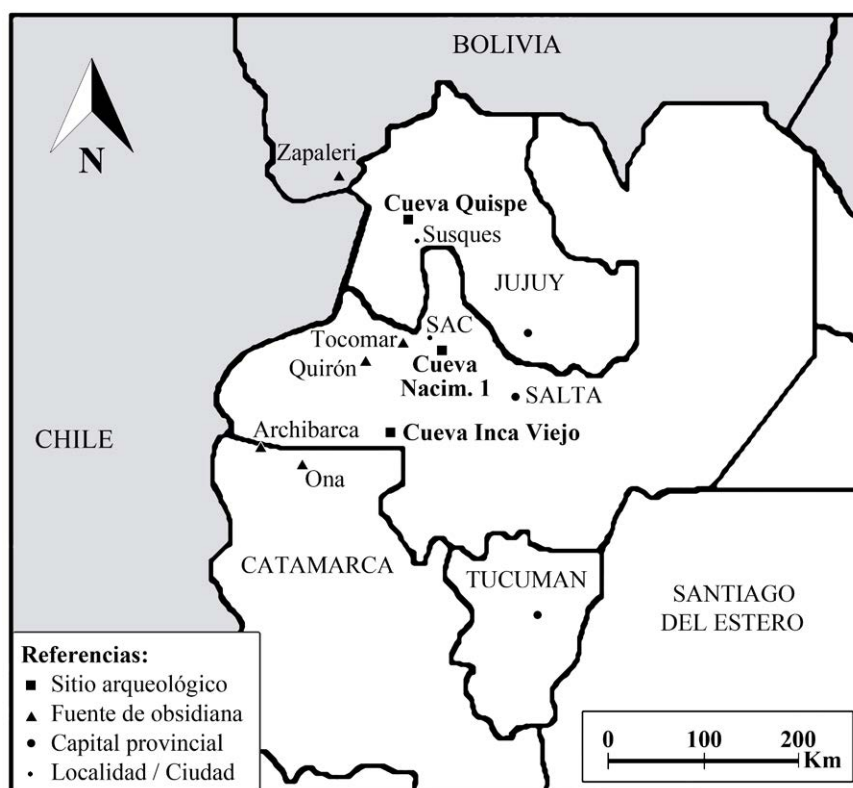 BOLIVIA
N
Zapaleri
Cueva Quispe
Susques
JUJUY
SAC
Tocomar
Quirón
Cueva
Nacim. 1
SALTA
CHILE
Archibarca
Cueva Inca Viejo
Ona
CATAMARCA
TUCUMAN
SANTIAGO
DEL ESTERO
Referencias:
Sitio arqueológico
Fuente de obsidiana
Capital provincial
Localidad / Ciudad
0 100 200
Km